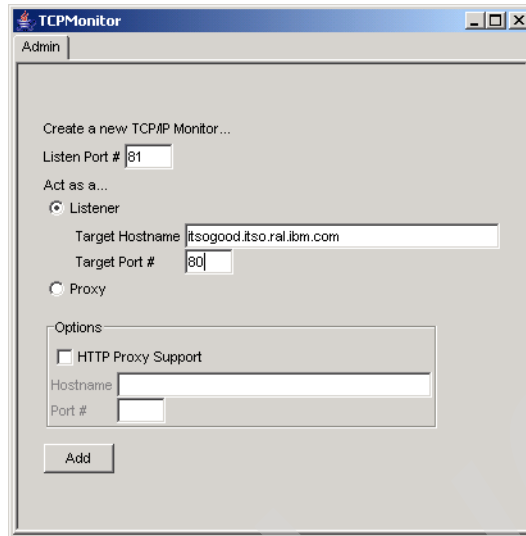 TCPMonitor
Admin
Create a new TCP/IP Monitor...
Listen Port # 81
Act as a...
Listener
Target Hostname itsogood.itso.ral.ibm.com
Target Port # 80
Proxy
Options
HTTP Proxy Support
Hostname
Port #
Add